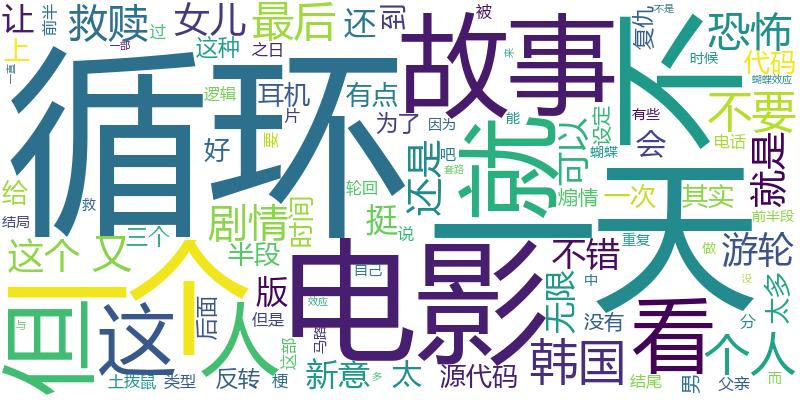 让 前半 救赎 过 女儿 最后 还 到 被 故事 不 复仇 不是 恐怖
上 一部 这种 之日 时候 代码
一直 循环 逻辑 耳机 有点 就 来 有些 蝴蝶效应 不要
好 要 片 为了 因为 能 可以 设定 会 电话
给 救 轮回 还是 吧 套路 蝴蝶 天 就是
结局 三个 剧情 时间 挺 说 煽情 一次 其实 前半段
这个 又 一个 半段 电影 不错 重复 做 游轮 没
但 这 人 后面 版 自己 无限 中 看 太多
与 但是 效应 马路 没有 分 个人
土拨鼠 类型 反转 梗 这部 新意 多 太 源代码 韩国 结尾 男 父亲 而